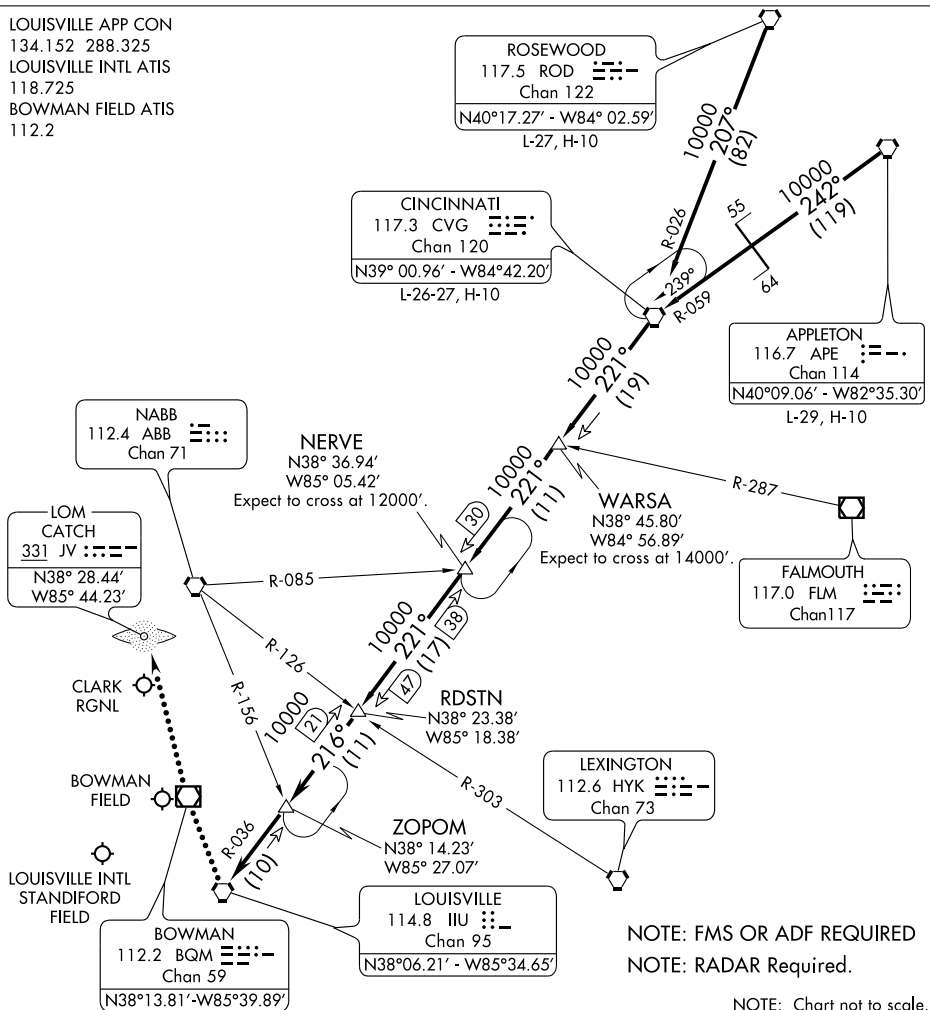 LOUISVILLE APP CON
134.152 288.325
LOUISVILLE INTL ATIS
118.725
BOWMAN FIELD ATIS
112.2
ROSEWOOD
117.5 ROD
Chan 122
N40°17.27' - W84° 02.59'
L-27, H-10
10000
207°
(82)
R-026
10000
242°
(119)
55
64
R-059
239°
CINCINNATI
117.3 CVG
Chan 120
N39° 00.96' - W84°42.20'
L-26-27, H-10
APPLETON
116.7 APE
Chan 114
N40°09.06' - W82°35.30'
L-29, H-10
10000
221°
(19)
NABB
112.4 ABB
Chan 71
NERVE
N38° 36.94'
W85° 05.42'
Expect to cross at 12000'.
10000
221°
(11)
30
WARSA
N38° 45.80'
W84° 56.89'
Expect to cross at 14000'.
R-287
FALMOUTH
117.0 FLM
Chan117
LOM
CATCH
331 JV
N38° 28.44'
W85° 44.23'
R-085
R-126
R-156
10000
221°
(17)
38
47
CLARK
RGNL
RDSTN
N38° 23.38'
W85° 18.38'
10000
21
216°
(11)
R-303
LEXINGTON
112.6 HYK
Chan 73
BOWMAN
FIELD
ZOPOM
N38° 14.23'
W85° 27.07'
R-036
(10)
LOUISVILLE INTL
STANDIFORD
FIELD
LOUISVILLE
114.8 IIU
Chan 95
N38°06.21' - W85°34.65'
BOWMAN
112.2 BQM
Chan 59
N38°13.81'-W85°39.89'
NOTE: FMS OR ADF REQUIRED
NOTE: RADAR Required.
NOTE: Chart not to scale.